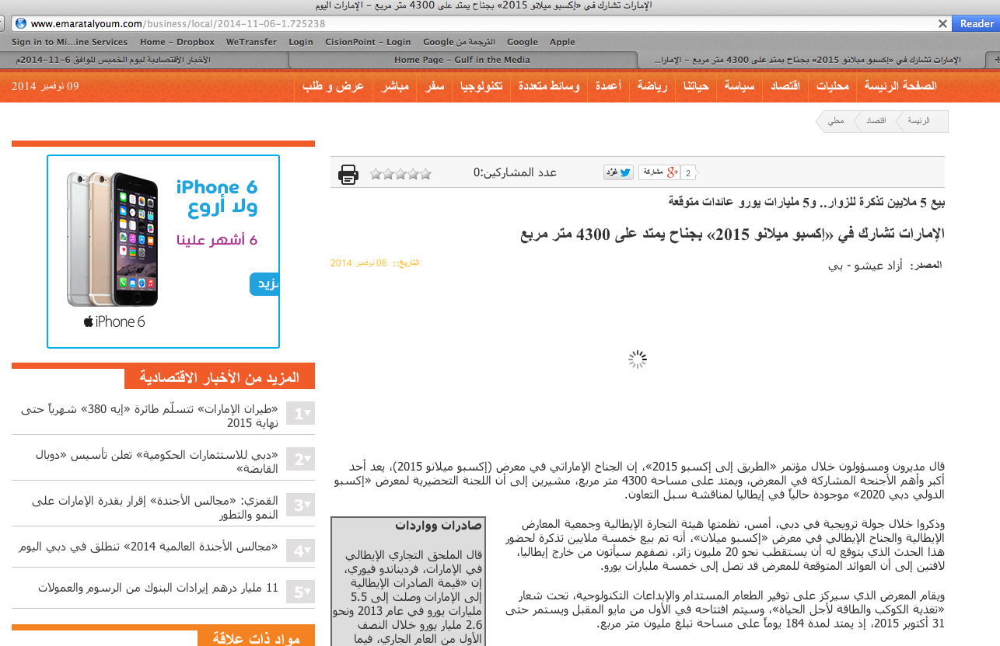 الإمارات تشارك في «إكسبو ميلانو 2015» بجناح يمتد على 4300 متر مربع - الإمارات اليوم
www.emaratalyoum.com/business/local/2014-11-06-1.725238
Reader
Sign in to Mi...ine Services Home - Dropbox WeTransfer Login CisionPoint - Login Google الترجمة من Google Apple
الأخبار الأقتصادية ليوم الخميس الموافق 6-11-2014م
Home Page - Gulf in the Media
الإمارات تشارك في «إكسبو ميلانو 2015» بجناح يمتد على 4300 متر مربع - الإمارا...
الصفحة الرئيسة محليات اقتصاد سياسة حياتنا رياضة أعمدة وسائط متعددة تكنولوجيا سفر مباشر عرض و طلب
09 نوفمبر 2014
الرئيسة اقتصاد محلي
2 مشاركة غرّد
عدد المشاركين:0
بيع 5 ملايين تذكرة للزوار.. و5 مليارات يورو عائدات متوقعة
الإمارات تشارك في «إكسبو ميلانو 2015» بجناح يمتد على 4300 متر مربع
المصدر: أزاد عيشو - بي
التاريخ:: 06 نوفمبر 2014
قال مديرون ومسؤولون خلال مؤتمر «الطريق إلى إكسبو 2015»، إن الجناح الإماراتي في معرض (إكسبو ميلانو 2015)، يعد أحد
أكبر وأهم الأجنحة المشاركة في المعرض، ويمتد على مساحة 4300 متر مربع، مشيرين إلى أن اللجنة التحضيرية لمعرض «إكسبو
الدولي دبي 2020» موجودة حالياً في إيطاليا لمناقشة سبل التعاون.
وذكروا خلال جولة ترويجية في دبي، أمس، نظمتها هيئة التجارة الإيطالية وجمعية المعارض
الإيطالية والجناح الإيطالي في معرض «إكسبو ميلان»، أنه تم بيع خمسة ملايين تذكرة لحضور
هذا الحدث الذي يتوقع له أن يستقطب نحو 20 مليون زائر، نصفهم سيأتون من خارج إيطاليا،
لافتين إلى أن العوائد المتوقعة للمعرض قد تصل إلى خمسة مليارات يورو.
ويقام المعرض الذي سيركز على توفير الطعام المستدام والإبداعات التكنولوجية، تحت شعار
«تغذية الكوكب والطاقة لأجل الحياة»، وسيتم افتتاحه في الأول من مايو المقبل ويستمر حتى
31 أكتوبر 2015، إذ يمتد لمدة 184 يوماً على مساحة تبلغ مليون متر مربع.
صادرات وواردات
قال الملحق التجاري الإيطالي
في الإمارات، فرديناندو فيوري،
إن «قيمة الصادرات الإيطالية
إلى الإمارات وصلت إلى 5.5
مليارات يورو في عام 2013 ونحو
2.6 مليار يورو خلال النصف
الأول من العام الجاري، فيما
iPhone 6
ولا أروع
6 أشهر علينا
iPhone 6
المزيد من الأخبار الاقتصادية
1 «طيران الإمارات» تتسلّم طائرة «إيه 380» شهرياً حتى
نهاية 2015
2 «دبي للاستثمارات الحكومية» تعلن تأسيس «دوبال
القابضة»
3 القمزي: «مجالس الأجندة» إقرار بقدرة الإمارات على
النمو والتطور
4 «مجالس الأجندة العالمية 2014» تنطلق في دبي اليوم
5 11 مليار درهم إيرادات البنوك من الرسوم والعمولات
مواد ذات علاقة